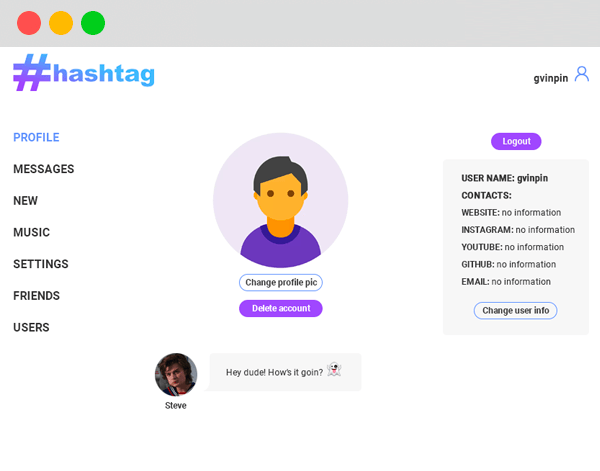 #hashtag
gvinpin
PROFILE
MESSAGES
NEW
MUSIC
SETTINGS
FRIENDS
USERS
Change profile pic
Delete account
Logout
USER NAME: gvinpin
CONTACTS:
WEBSITE: no information
INSTAGRAM: no information
YOUTUBE: no information
GITHUB: no information
EMAIL: no information
Change user info
Hey dude! How's it goin? 👻
Steve